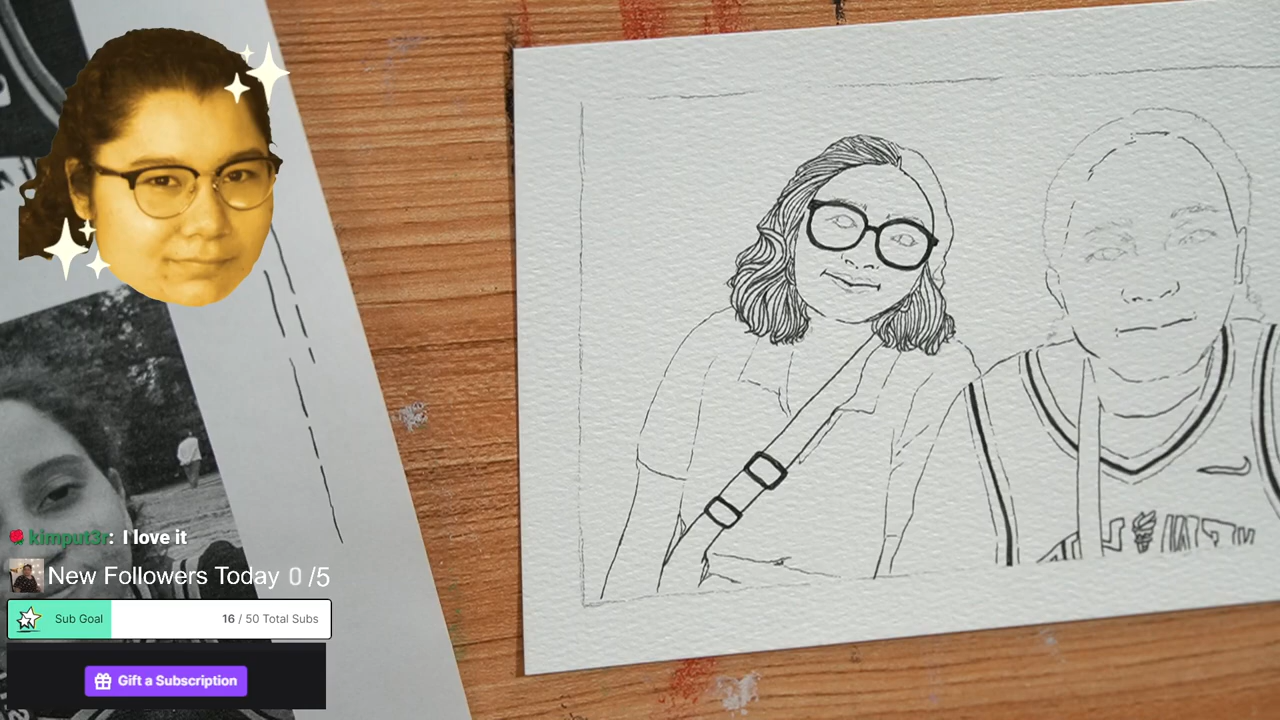 kimput3r: I love it
New Followers Today 0 /5
Sub Goal
16 / 50 Total Subs
Gift a Subscription